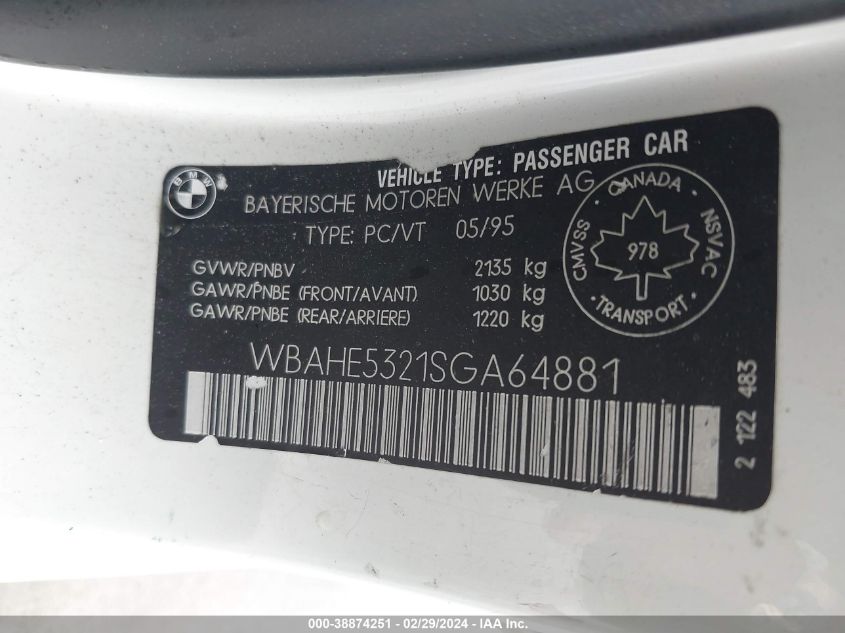 VEHICLE TYPE: PASSENGER CAR
BMW
BAYERISCHE MOTOREN WERKE AG
TYPE: PC/VT 05/95
GVWR/PNBV 2135 kg
GAWR/PNBE (FRONT/AVANT) 1030 kg
GAWR/PNBE (REAR/ARRIERE) 1220 kg
CANADA
CMVSS
978
NSVAC
TRANSPORT
WBAHE5321SGA64881
2 122 483
000-38874251 - 02/29/2024 - IAA Inc.